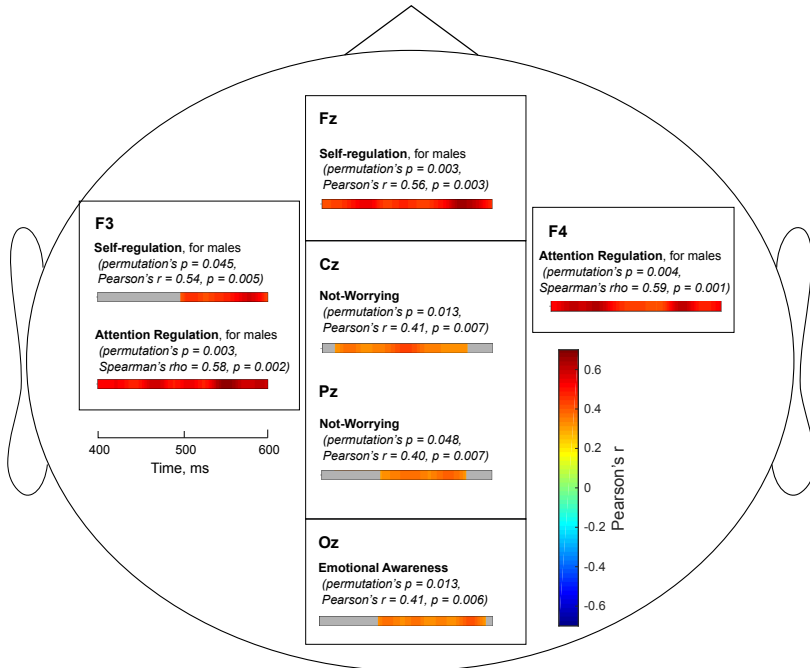 Fz
Self-regulation, for males
(permutation's p = 0.003,
Pearson's r = 0.56, p = 0.003)
F3
Self-regulation, for males
(permutation's p = 0.045,
Pearson's r = 0.54, p = 0.005)
Attention Regulation, for males
(permutation's p = 0.003,
Spearman's rho = 0.58, p = 0.002)
400 500 600
Time, ms
Cz
Not-Worrying
(permutation's p = 0.013,
Pearson's r = 0.41, p = 0.007)
Pz
Not-Worrying
(permutation's p = 0.048,
Pearson's r = 0.40, p = 0.007)
Oz
Emotional Awareness
(permutation's p = 0.013,
Pearson's r = 0.41, p = 0.006)
F4
Attention Regulation, for males
(permutation's p = 0.004,
Spearman's rho = 0.59, p = 0.001)
0.6
0.4
0.2
0
-0.2
-0.4
-0.6
Pearson's r